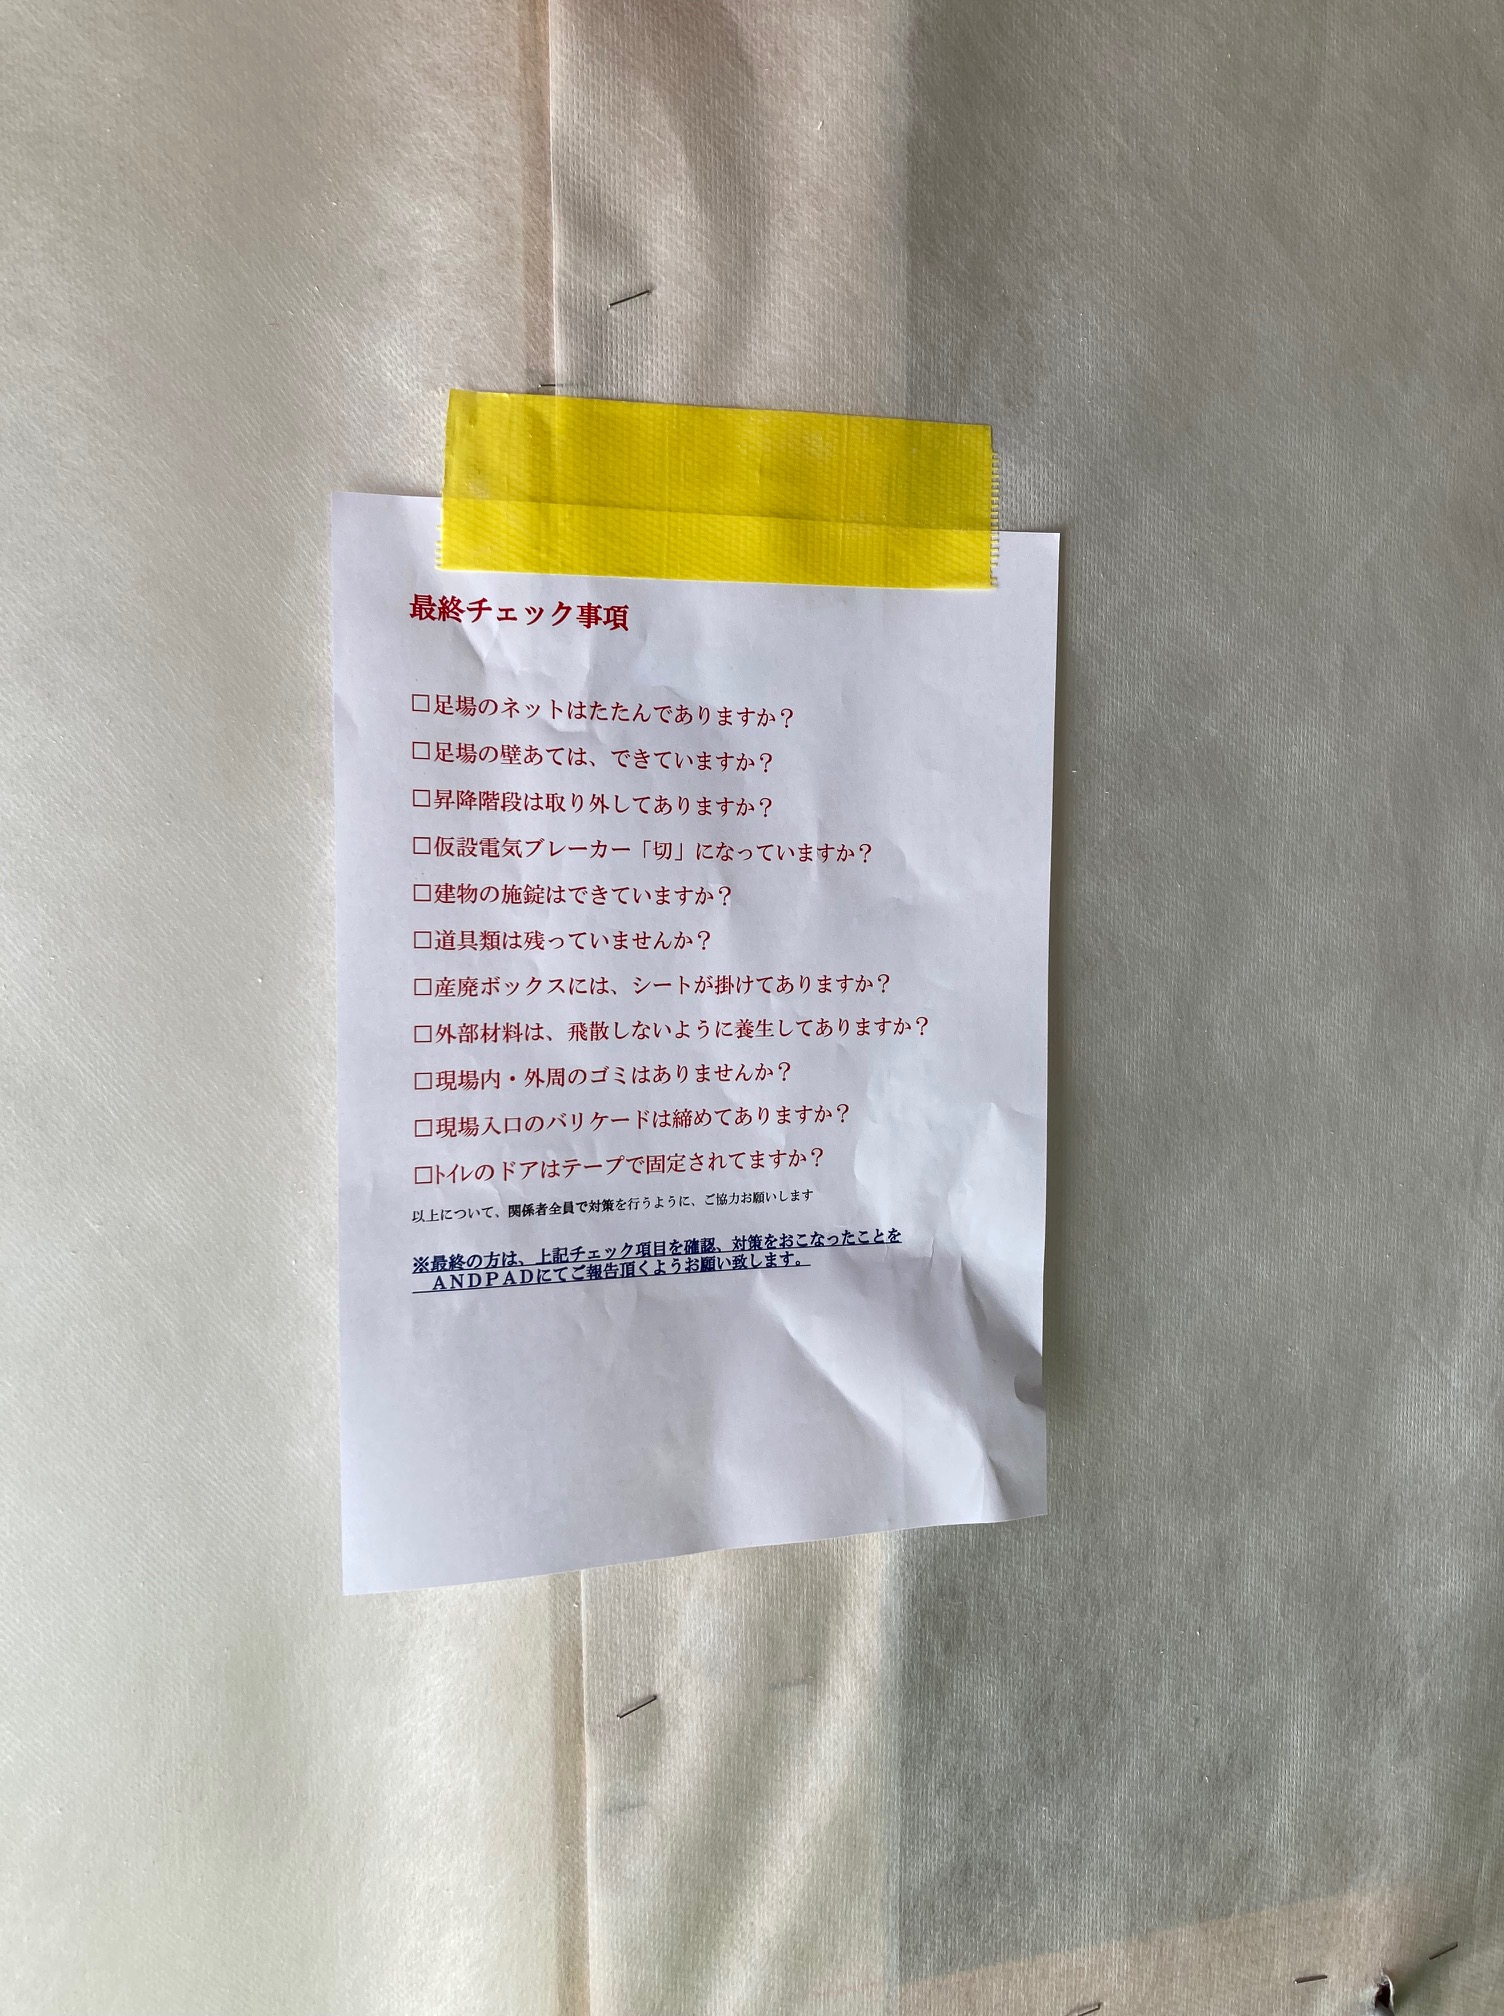 最終チェック事項
□足場のネットはたたんでありますか？
□足場の壁あては、できていますか？
□昇降階段は取り外してありますか？
□仮設電気ブレーカー「切」になっていますか？
□建物の施錠はできていますか？
□道具類は残っていませんか？
□産廃ボックスには、シートが掛けてありますか？
□外部材料は、飛散しないように養生してありますか？
□現場内・外周のゴミはありませんか？
□現場入口のバリケードは締めてありますか？
□ﾄｲﾚのドアはテープで固定されてますか？
以上について、関係者全員で対策を行うように、ご協力お願いします
※最終の方は、上記チェック項目を確認、対策をおこなったことを
ＡＮＤＰＡＤにてご報告頂くようお願い致します。